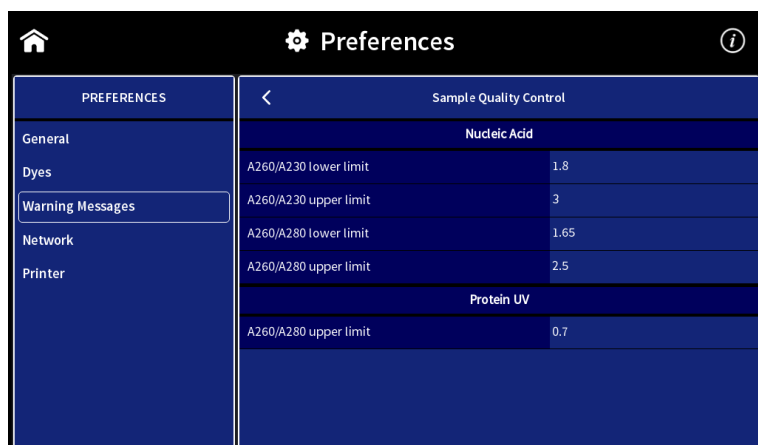 Preferences
i
PREFERENCES
General
Dyes
Warning Messages
Network
Printer
Sample Quality Control
Nucleic Acid
A260/A230 lower limit 1.8
A260/A230 upper limit 3
A260/A280 lower limit 1.65
A260/A280 upper limit 2.5
Protein UV
A260/A280 upper limit 0.7